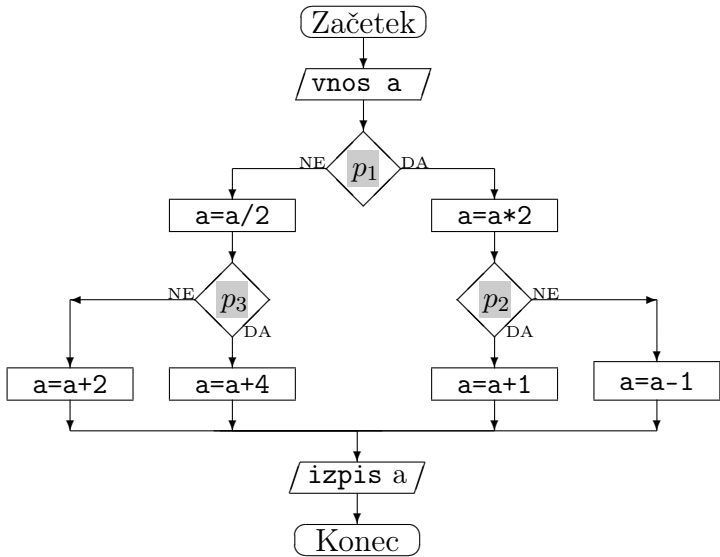 Začetek
vnos a
NE p₁ DA
a=a/2 a=a*2
NE p₃ DA p₂ NE DA
a=a+2 a=a+4 a=a+1 a=a-1
izpis a
Konec